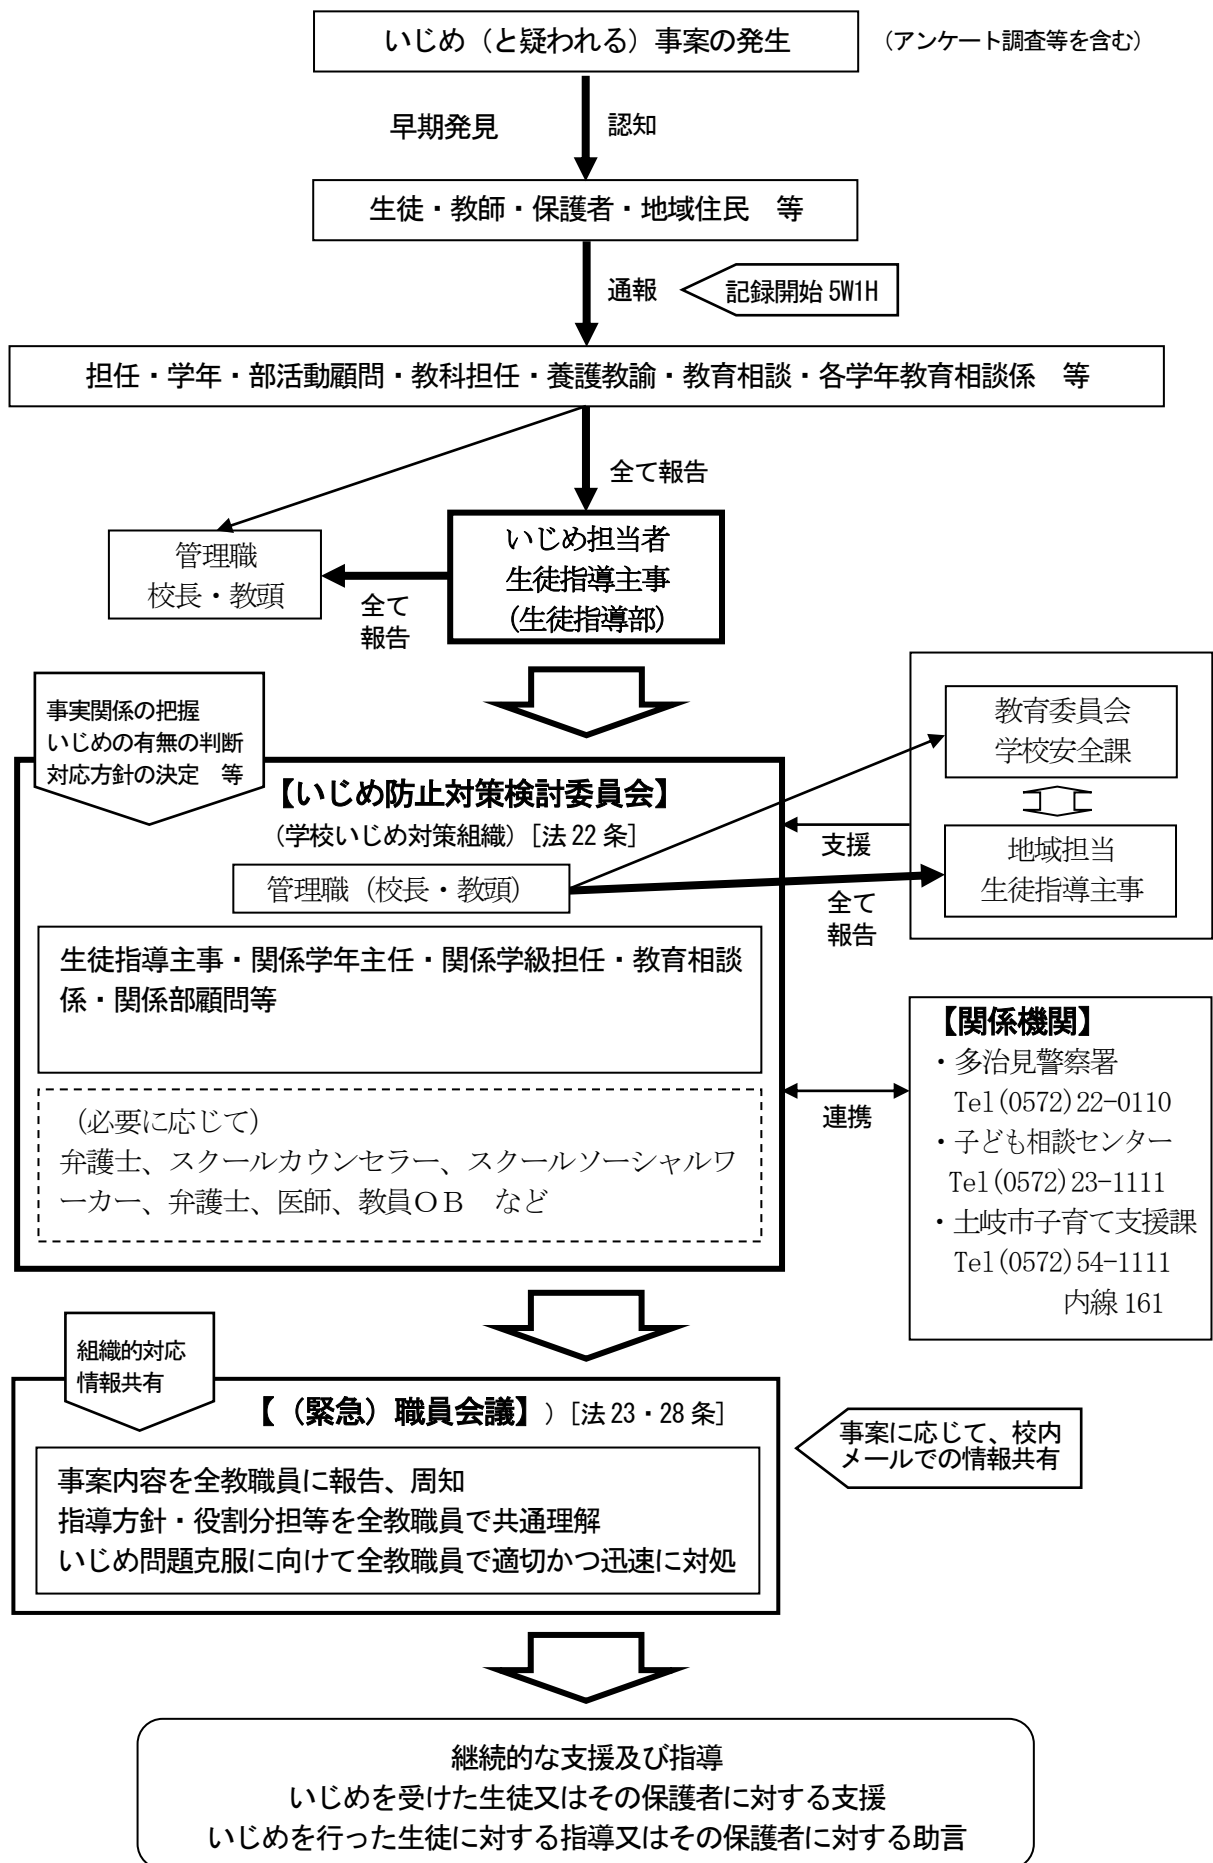 いじめ（と疑われる）事案の発生
（アンケート調査等を含む）
早期発見
認知
生徒・教師・保護者・地域住民　等
通報
記録開始 5W1H
担任・学年・部活動顧問・教科担任・養護教諭・教育相談・各学年教育相談係　等
全て報告
管理職
校長・教頭
いじめ担当者
生徒指導主事
（生徒指導部）
全て
報告
事実関係の把握
いじめの有無の判断
対応方針の決定　等
【いじめ防止対策検討委員会】
（学校いじめ対策組織）［法 22 条］
管理職（校長・教頭）
教育委員会
学校安全課
支援
地域担当
生徒指導主事
全て
報告
生徒指導主事・関係学年主任・関係学級担任・教育相談
係・関係部顧問等
（必要に応じて）
弁護士、スクールカウンセラー、スクールソーシャルワ
ーカー、弁護士、医師、教員ＯＢ　など
連携
【関係機関】
・多治見警察署
Tel(0572)22-0110
・子ども相談センター
Tel(0572)23-1111
・土岐市子育て支援課
Tel(0572)54-1111
内線 161
組織的対応
情報共有
【（緊急）職員会議】）［法 23・28 条］
事案に応じて、校内
メールでの情報共有
事案内容を全教職員に報告、周知
指導方針・役割分担等を全教職員で共通理解
いじめ問題克服に向けて全教職員で適切かつ迅速に対処
継続的な支援及び指導
いじめを受けた生徒又はその保護者に対する支援
いじめを行った生徒に対する指導又はその保護者に対する助言